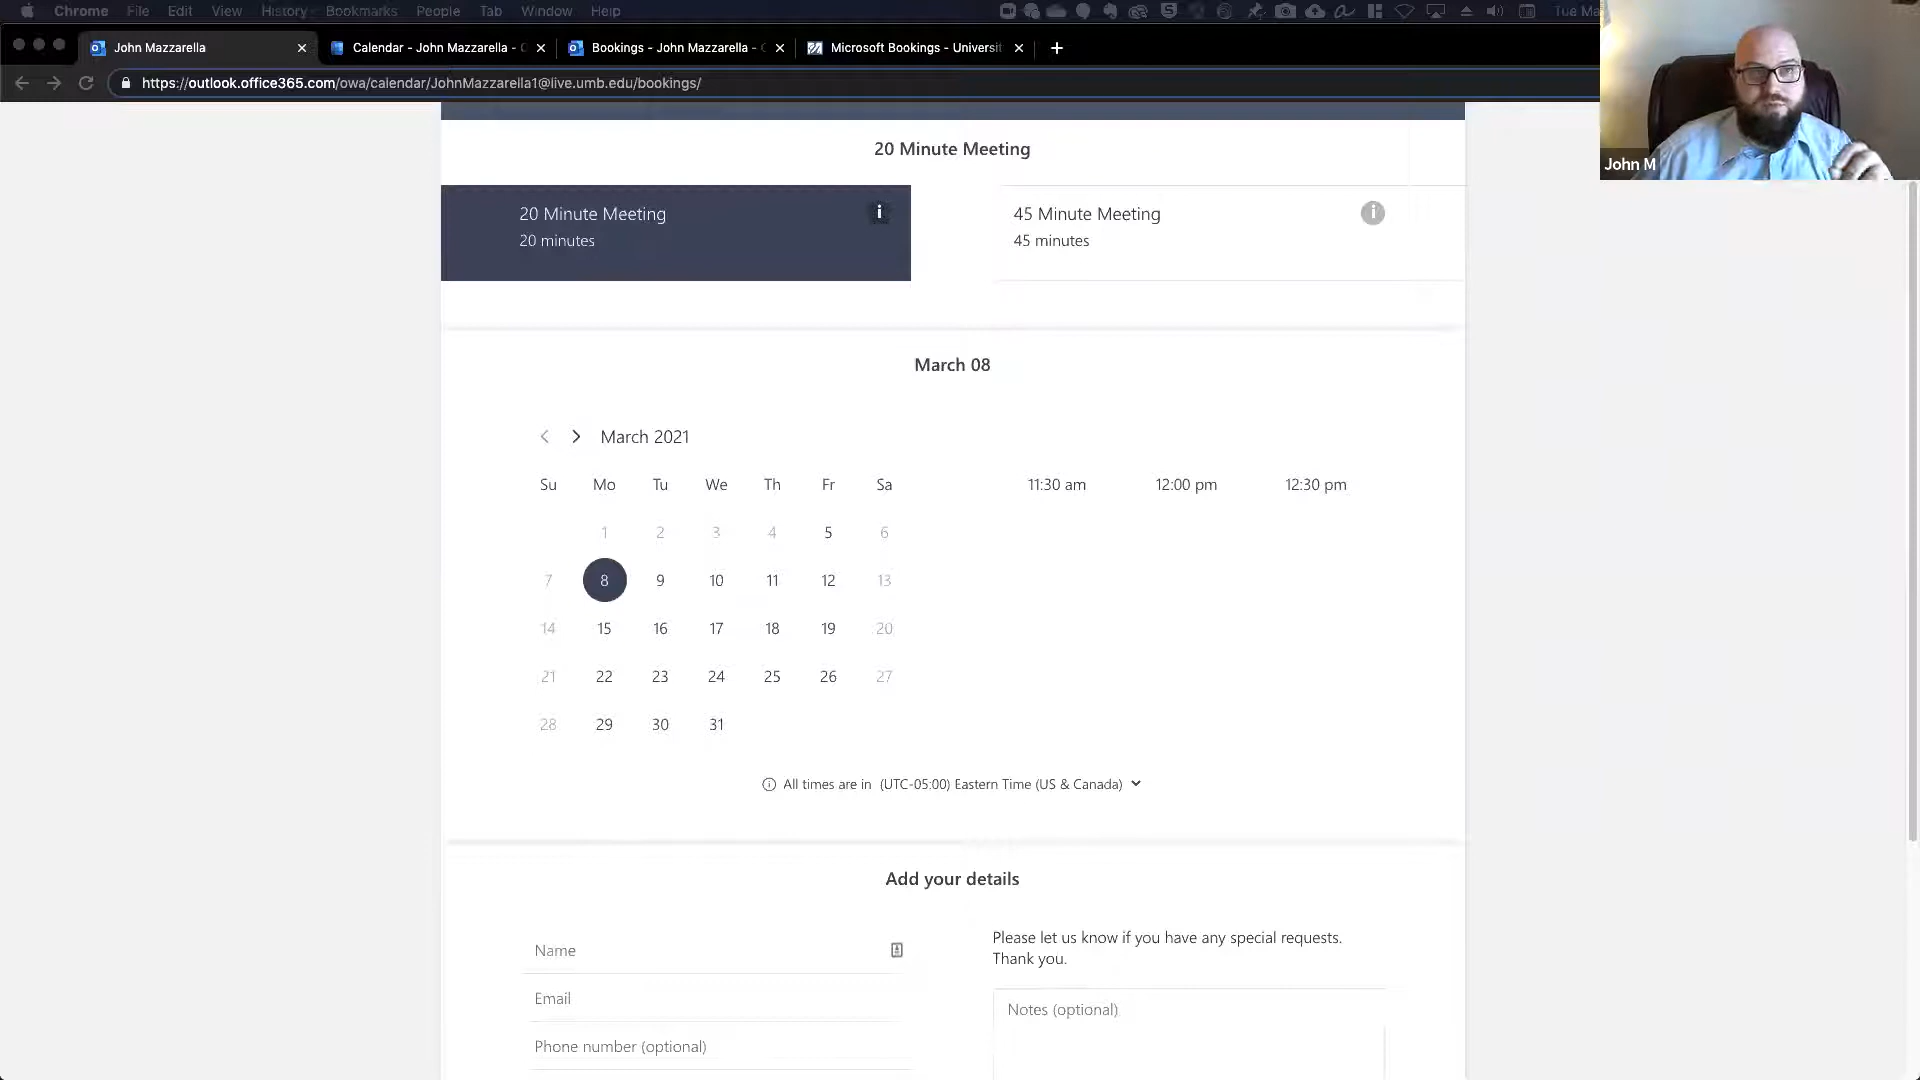 Chrome File Edit View History Bookmarks People Tab Window Help Tue Ma
John Mazzarella
Calendar - John Mazzarella -
Bookings - John Mazzarella -
Microsoft Bookings - Universit
https://outlook.office365.com/owa/calendar/JohnMazzarella1@live.umb.edu/bookings/
John M
20 Minute Meeting
20 Minute Meeting
20 minutes
45 Minute Meeting
45 minutes
March 08
March 2021
Su Mo Tu We Th Fr Sa
11:30 am 12:00 pm 12:30 pm
1 2 3 4 5 6
7 8 9 10 11 12 13
14 15 16 17 18 19 20
21 22 23 24 25 26 27
28 29 30 31
All times are in (UTC-05:00) Eastern Time (US & Canada)
Add your details
Name
Email
Phone number (optional)
Please let us know if you have any special requests.
Thank you.
Notes (optional)